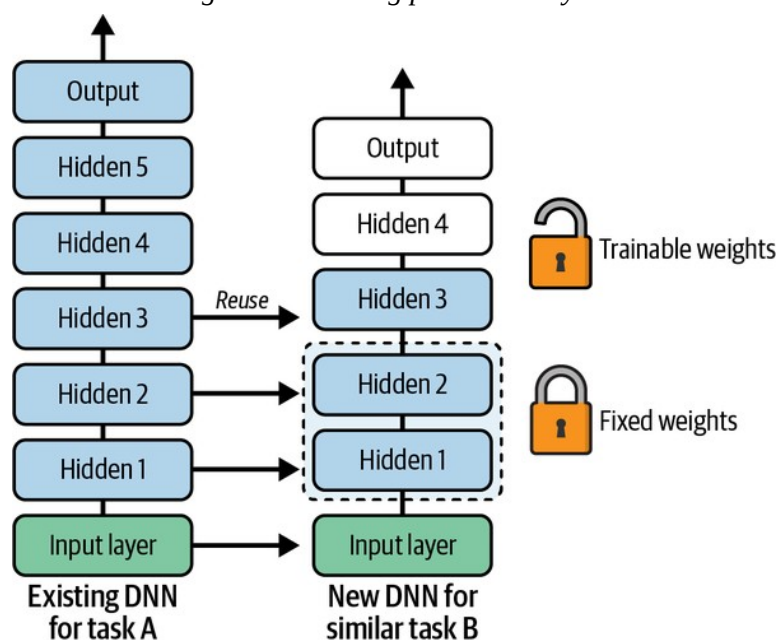 Output
Hidden 5
Hidden 4
Hidden 3
Hidden 2
Hidden 1
Input layer
Existing DNN
for task A
Reuse
Output
Hidden 4
Hidden 3
Hidden 2
Hidden 1
Input layer
New DNN for
similar task B
Trainable weights
Fixed weights